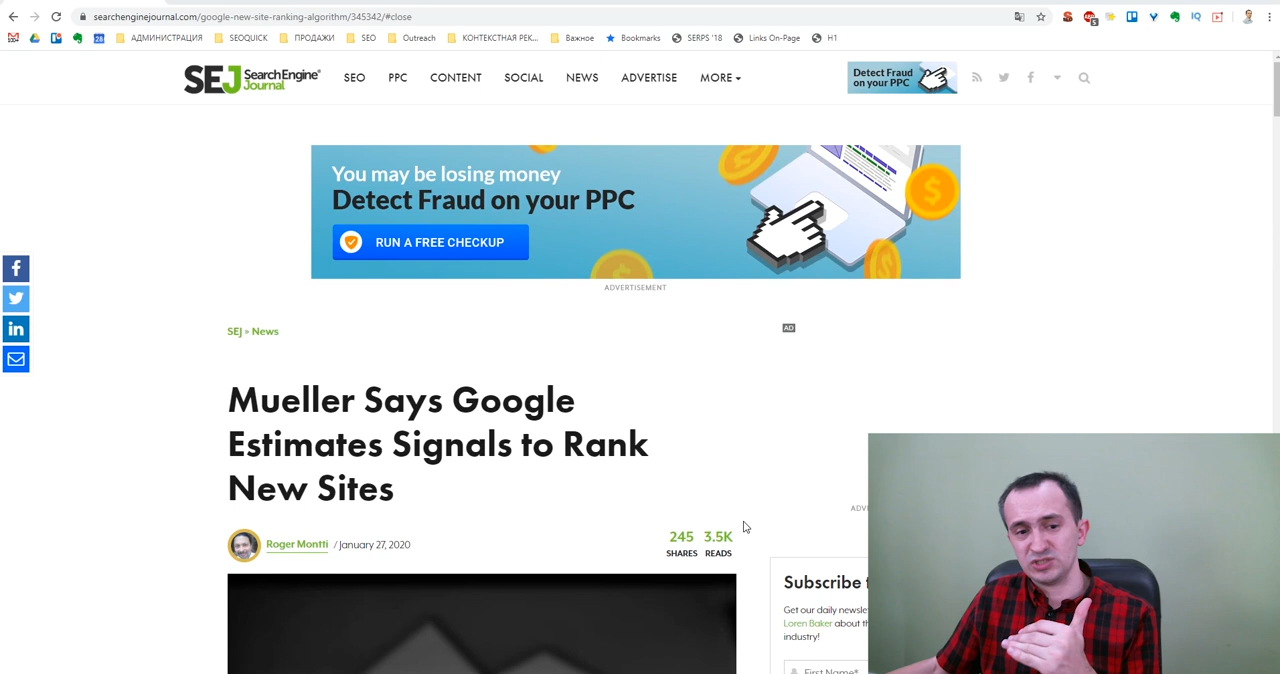 searchenginejournal.com/google-new-site-ranking-algorithm/345342/#close
АДМИНИСТРАЦИЯ
SEOQUICK
ПРОДАЖИ
SEO
Outreach
КОНТЕКСТНАЯ РЕК...
Важное
Bookmarks
SERPS '18
Links On-Page
H1
SEJ Search Engine Journal
SEO
PPC
CONTENT
SOCIAL
NEWS
ADVERTISE
MORE
Detect Fraud
on your PPC
You may be losing money
Detect Fraud on your PPC
RUN A FREE CHECKUP
ADVERTISEMENT
SEJ » News
AD
Mueller Says Google
Estimates Signals to Rank
New Sites
Roger Montti / January 27, 2020
245 3.5K
SHARES READS
ADV
Subscribe t
Get our daily newsle
Loren Baker about th
industry!
First Name*